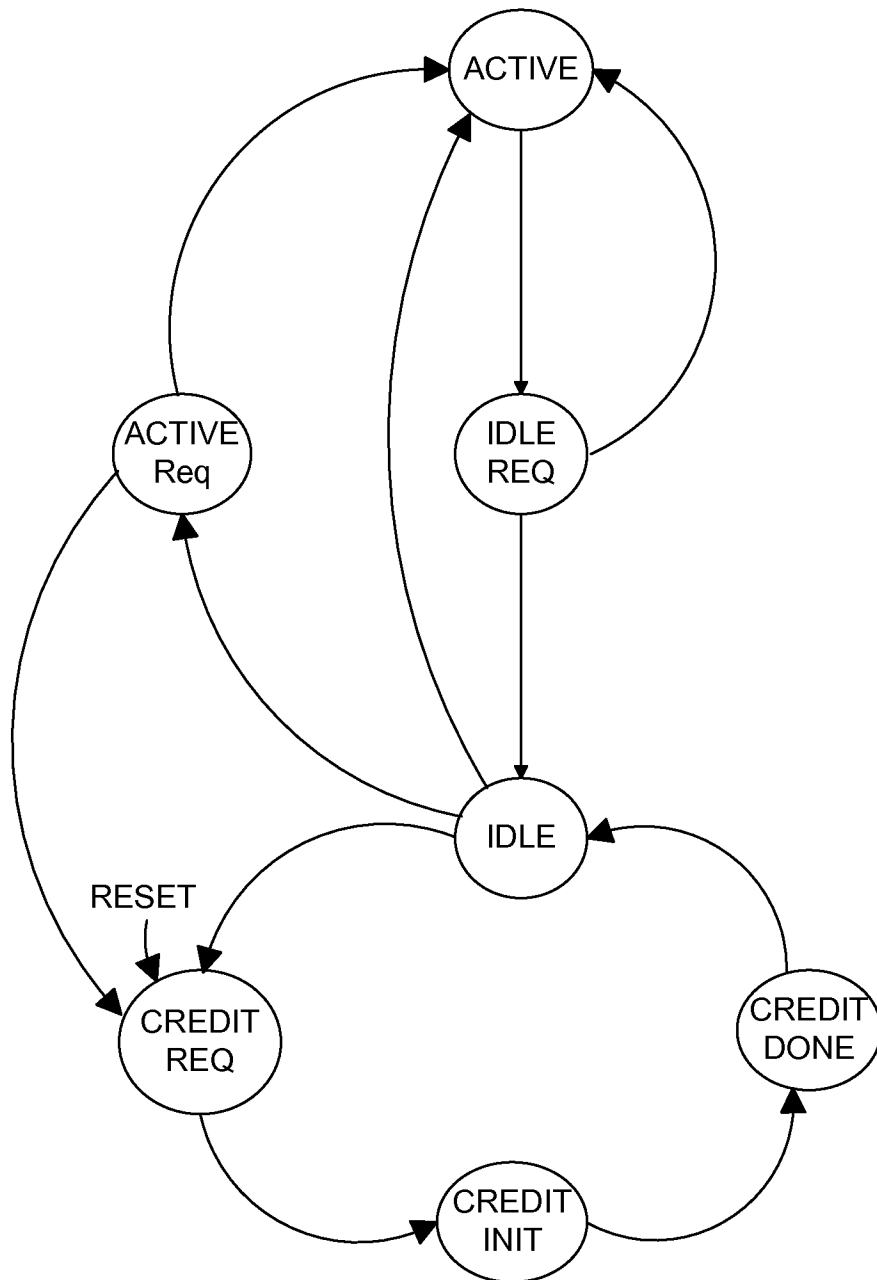 ACTIVE
ACTIVE
Req
IDLE
REQ
IDLE
RESET
CREDIT
REQ
CREDIT
DONE
CREDIT
INIT